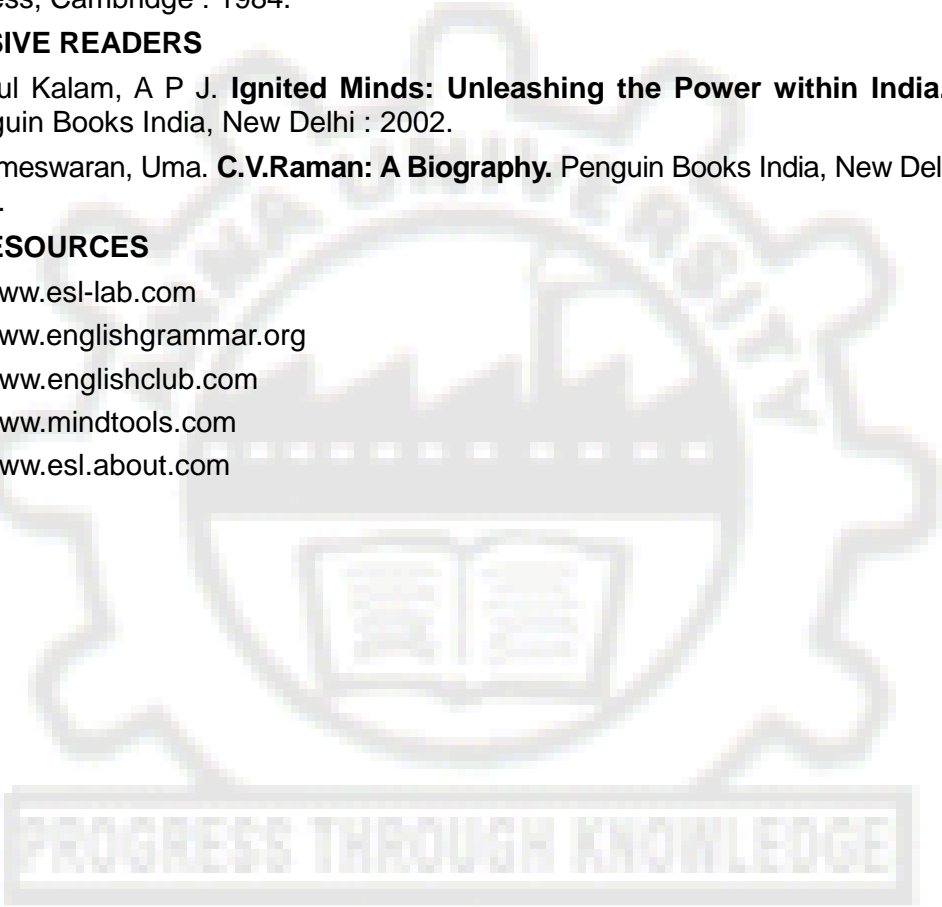 ess, Cambridge : 1984.
SIVE READERS
ul Kalam, A P J. Ignited Minds: Unleashing the Power within India.
guin Books India, New Delhi : 2002.
meswaran, Uma. C.V.Raman: A Biography. Penguin Books India, New Del
.
ESOURCES
ww.esl-lab.com
ww.englishgrammar.org
ww.englishclub.com
ww.mindtools.com
ww.esl.about.com
UNIVERSITY
PROGRESS THROUGH KNOWLEDGE